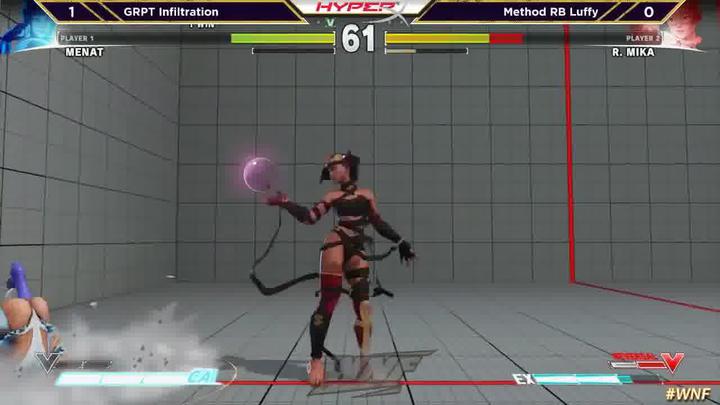 1 GRPT Infiltration HYPER Method RB Luffy 0
1 WIN V
PLAYER 1 61 PLAYER 2
MENAT R. MIKA
REVERSAL
V CA EX V
#WNF